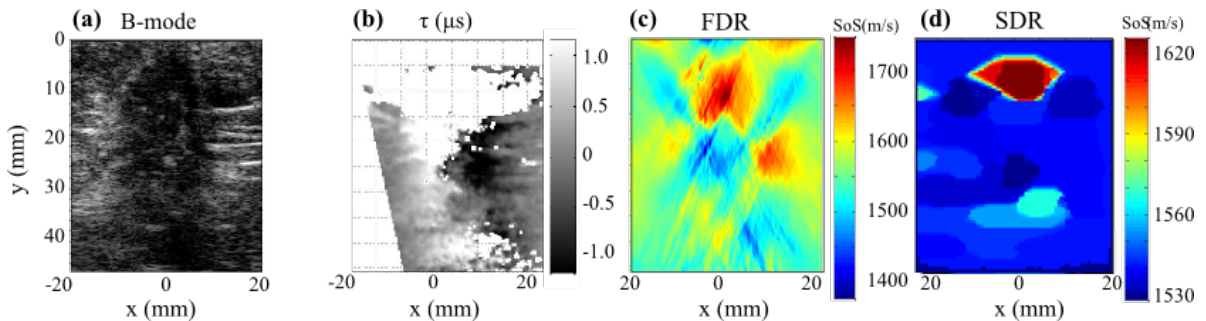 (a) B-mode
(b) τ (μs)
(c) FDR SoS(m/s)
(d) SDR SoS(m/s)
0
10
20
30
40
y (mm)
-20 0 20
x (mm)
1.0
0.5
0
-0.5
-1.0
-20 0 20
x (mm)
1700
1600
1500
1400
-20 0 20
x (mm)
1620
1590
1560
1530
-20 0 20
x (mm)